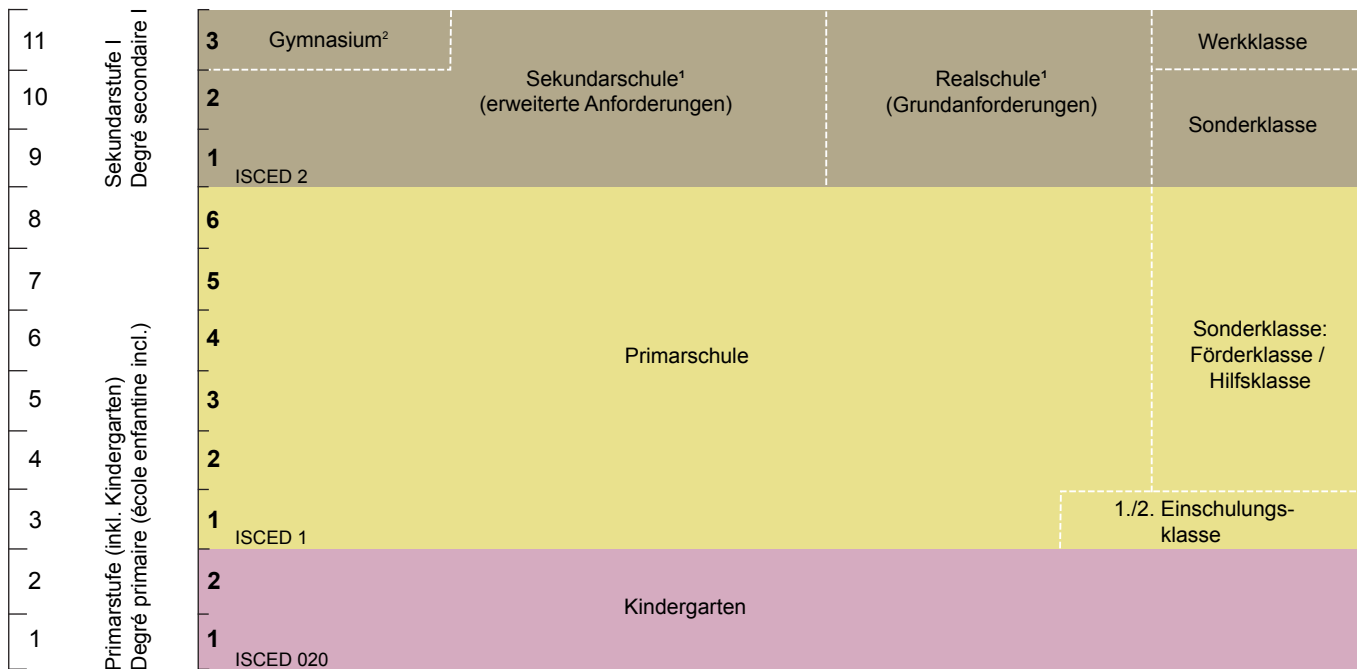 11
10
9
8
7
6
5
4
3
2
1
Sekundarstufe I
Degré secondaire I
Primarstufe (inkl. Kindergarten)
Degré primaire (école enfantine incl.)
3
2
1
ISCED 2
Gymnasium²
Sekundarschule¹
(erweiterte Anforderungen)
Realschule¹
(Grundanforderungen)
Werkklasse
Sonderklasse
6
5
4
3
2
1
ISCED 1
Primarschule
Sonderklasse:
Förderklasse /
Hilfsklasse
1./2. Einschulungs-
klasse
2
1
ISCED 020
Kindergarten